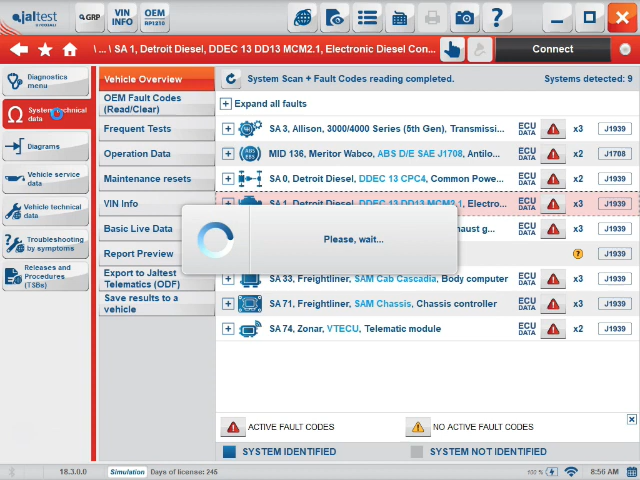 jaltest
GRP
VIN INFO
OEM RP1210
\ ... \ SA 1, Detroit Diesel, DDEC 13 DD13 MCM2.1, Electronic Diesel Con...
Connect
Diagnostics menu
System technical data
Diagrams
Vehicle service data
Vehicle technical data
Troubleshooting by symptoms
Releases and Procedures (TSBs)
Vehicle Overview
OEM Fault Codes (Read/Clear)
Frequent Tests
Operation Data
Maintenance resets
VIN Info
Basic Live Data
Report Preview
Export to Jaltest Telematics (ODF)
Save results to a vehicle
System Scan + Fault Codes reading completed. Systems detected: 9
Expand all faults
SA 3, Allison, 3000/4000 Series (5th Gen), Transmissi... ECU DATA x3 J1939
MID 136, Meritor Wabco, ABS D/E SAE J1708, Antilo... ECU DATA x2 J1708
SA 0, Detroit Diesel, DDEC 13 CPC4, Common Powe... ECU DATA x2 J1939
SA 1, Detroit Diesel, DDEC 13 DD13 MCM2.1, Electro... ECU DATA x3 J1939
haust g... ECU DATA x3 J1939
? J1939
Please, wait...
SA 33, Freightliner, SAM Cab Cascadia, Body computer ECU DATA x3 J1939
SA 71, Freightliner, SAM Chassis, Chassis controller ECU DATA x3 J1939
SA 74, Zonar, VTECU, Telematic module ECU DATA x2 J1939
ACTIVE FAULT CODES
NO ACTIVE FAULT CODES
SYSTEM IDENTIFIED
SYSTEM NOT IDENTIFIED
18.3.0.0
Simulation
Days of license: 245
100 %
8:56 AM